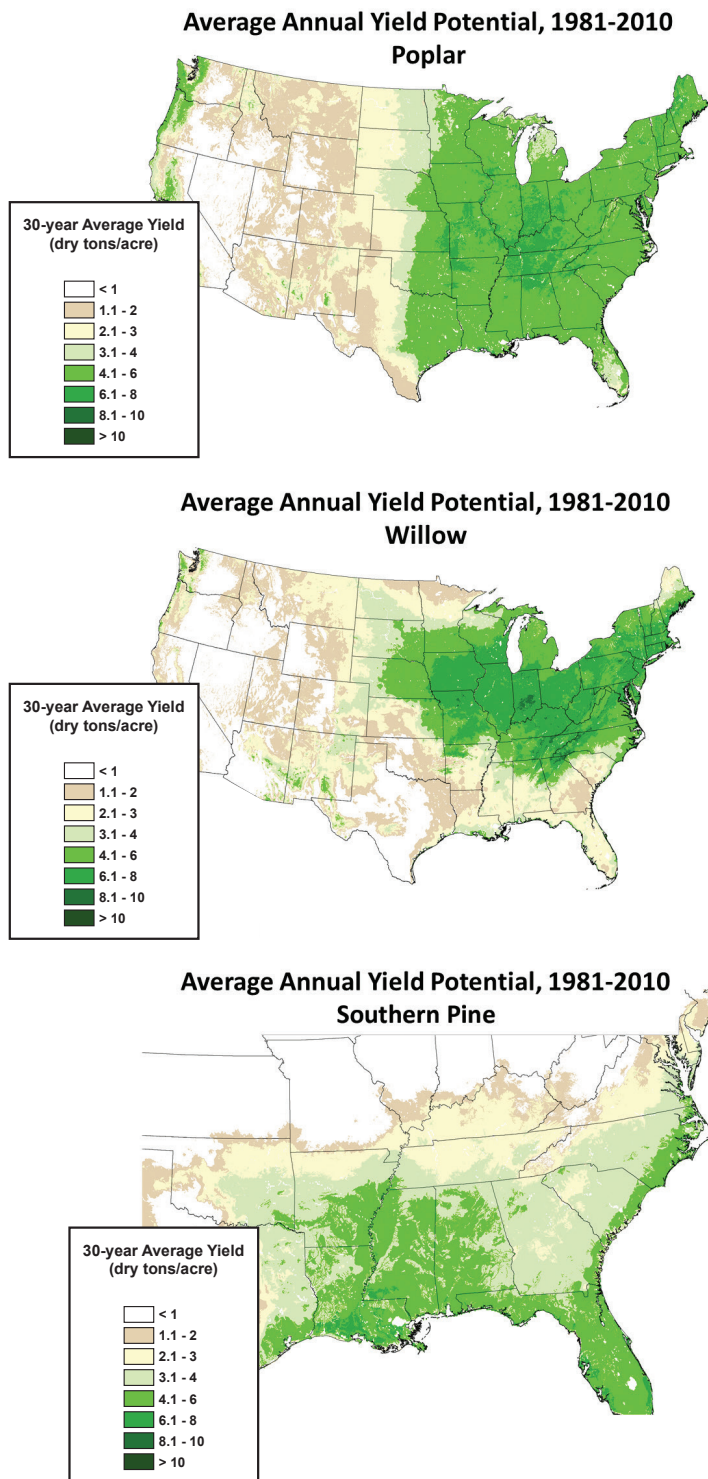 Average Annual Yield Potential, 1981-2010
Poplar
30-year Average Yield
(dry tons/acre)
< 1
1.1 - 2
2.1 - 3
3.1 - 4
4.1 - 6
6.1 - 8
8.1 - 10
> 10
Average Annual Yield Potential, 1981-2010
Willow
30-year Average Yield
(dry tons/acre)
< 1
1.1 - 2
2.1 - 3
3.1 - 4
4.1 - 6
6.1 - 8
8.1 - 10
> 10
Average Annual Yield Potential, 1981-2010
Southern Pine
30-year Average Yield
(dry tons/acre)
< 1
1.1 - 2
2.1 - 3
3.1 - 4
4.1 - 6
6.1 - 8
8.1 - 10
> 10